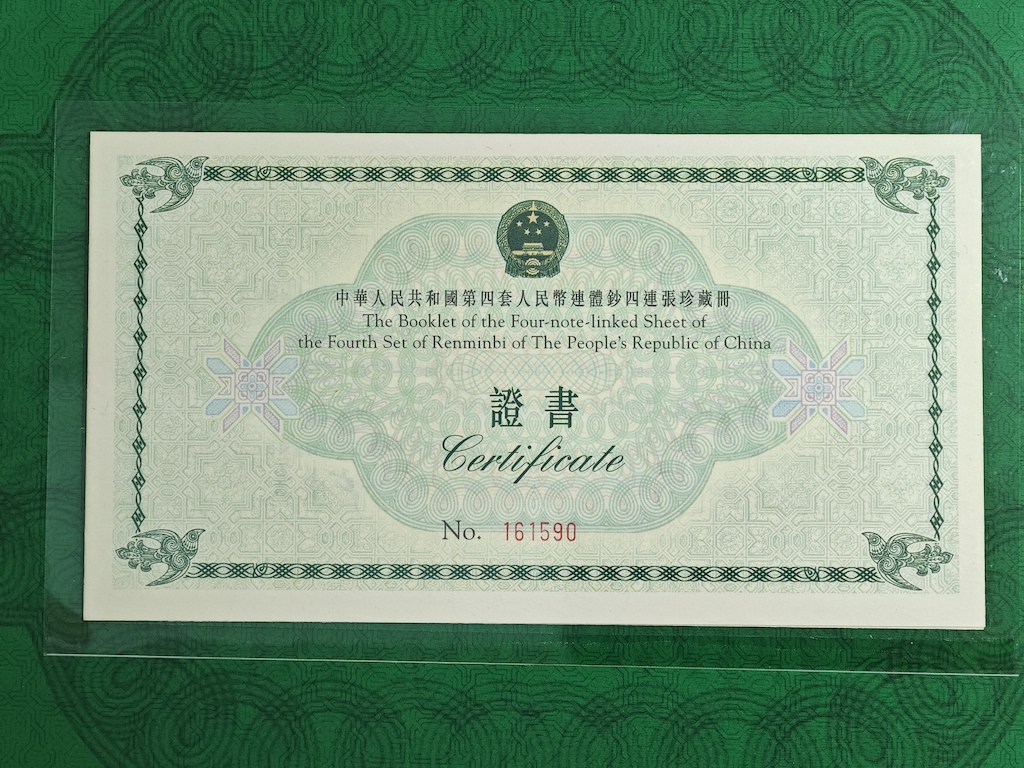 中華人民共和國第四套人民幣連體鈔四連張珍藏冊
The Booklet of the Four-note-linked Sheet of
the Fourth Set of Renminbi of The People's Republic of China
證書
Certificate
No. 161590